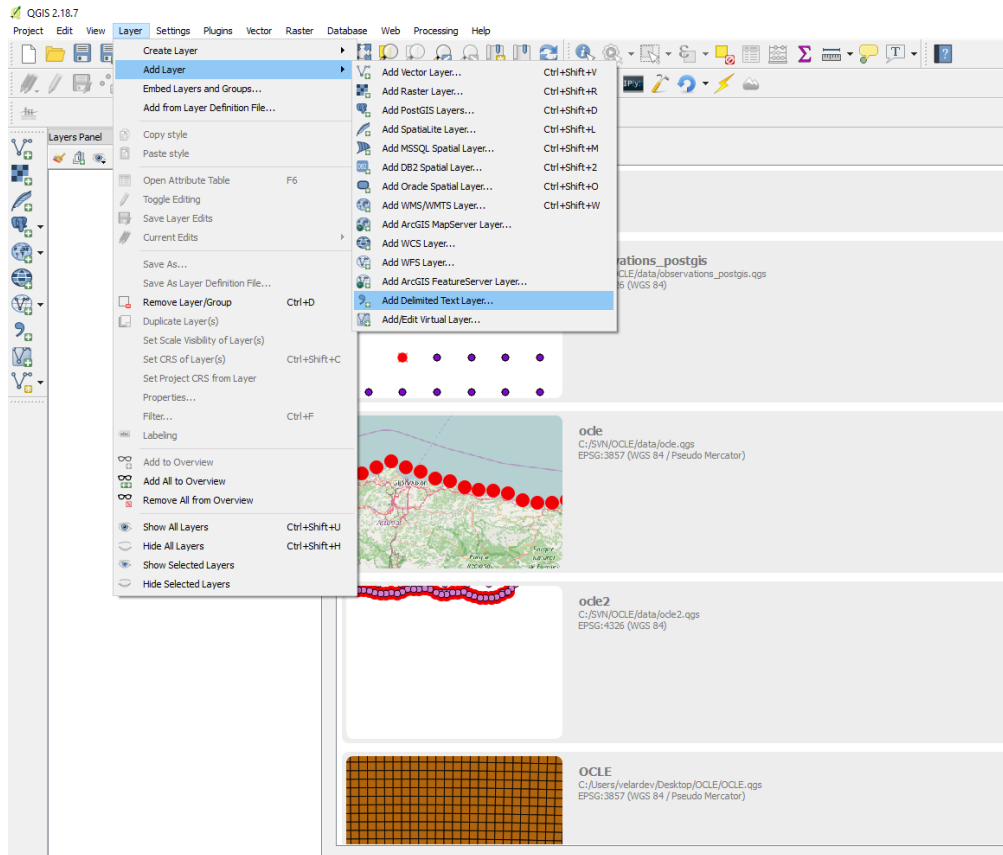 QGIS 2.18.7
Project Edit View Layer Settings Plugins Vector Raster Database Web Processing Help
Create Layer
Add Layer
Embed Layers and Groups...
Add from Layer Definition File...
Copy style
Paste style
Open Attribute Table F6
Toggle Editing
Save Layer Edits
Current Edits
Save As...
Save As Layer Definition File...
Remove Layer/Group Ctrl+D
Duplicate Layer(s)
Set Scale Visibility of Layer(s)
Set CRS of Layer(s) Ctrl+Shift+C
Set Project CRS from Layer
Properties...
Filter... Ctrl+F
Labeling
Add to Overview
Add All to Overview
Remove All from Overview
Show All Layers Ctrl+Shift+U
Hide All Layers Ctrl+Shift+H
Show Selected Layers
Hide Selected Layers
Add Vector Layer... Ctrl+Shift+V
Add Raster Layer... Ctrl+Shift+R
Add PostGIS Layers... Ctrl+Shift+D
Add SpatiaLite Layer... Ctrl+Shift+L
Add MSSQL Spatial Layer... Ctrl+Shift+M
Add DB2 Spatial Layer... Ctrl+Shift+2
Add Oracle Spatial Layer... Ctrl+Shift+O
Add WMS/WMTS Layer... Ctrl+Shift+W
Add ArcGIS MapServer Layer...
Add WCS Layer...
Add WFS Layer...
Add ArcGIS FeatureServer Layer...
Add Delimited Text Layer...
Add/Edit Virtual Layer...
Layers Panel
vations_postgis
CLE/data/observations_postgis.qgs
26 (WGS 84)
ocle
C:/SVN/OCLE/data/ocle.qgs
EPSG:3857 (WGS 84 / Pseudo Mercator)
ocle2
C:/SVN/OCLE/data/ocle2.qgs
EPSG:4326 (WGS 84)
OCLE
C:/Users/velardev/Desktop/OCLE/OCLE.qgs
EPSG:3857 (WGS 84 / Pseudo Mercator)